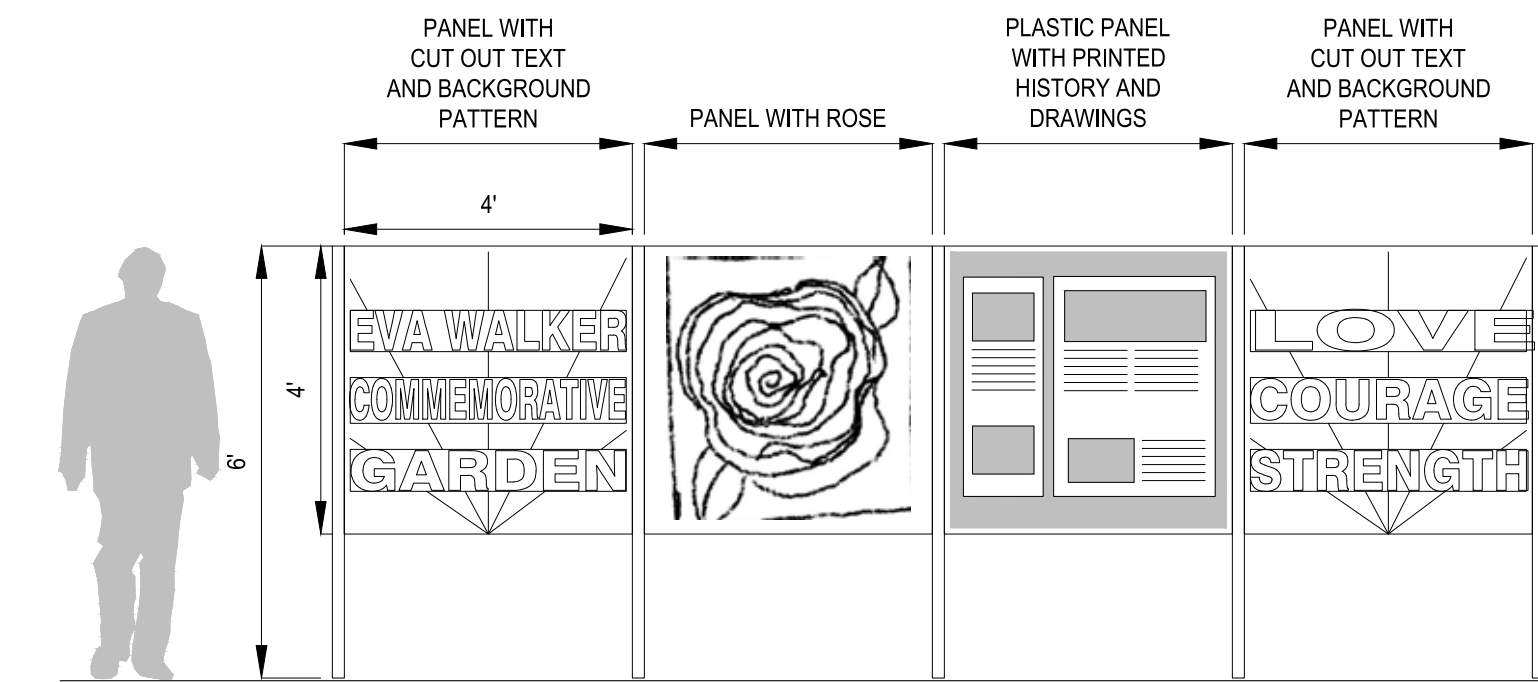 PANEL WITH
CUT OUT TEXT
AND BACKGROUND
PATTERN
PANEL WITH ROSE
PLASTIC PANEL
WITH PRINTED
HISTORY AND
DRAWINGS
PANEL WITH
CUT OUT TEXT
AND BACKGROUND
PATTERN
4'
4'
6'
EVA WALKER
COMMEMORATIVE
GARDEN
LOVE
COURAGE
STRENGTH